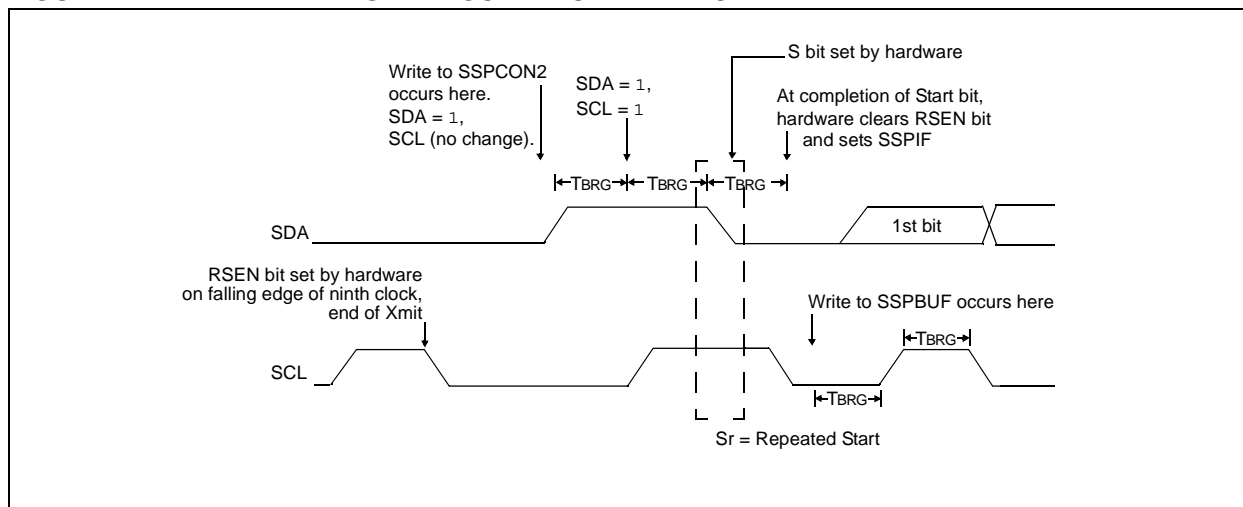 S bit set by hardware
Write to SSPCON2
occurs here.
SDA = 1,
SCL (no change).
SDA = 1,
SCL = 1
At completion of Start bit,
hardware clears RSEN bit
and sets SSPIF
TBRG
TBRG
TBRG
SDA
1st bit
RSEN bit set by hardware
on falling edge of ninth clock,
end of Xmit
Write to SSPBUF occurs here
TBRG
SCL
TBRG
Sr = Repeated Start